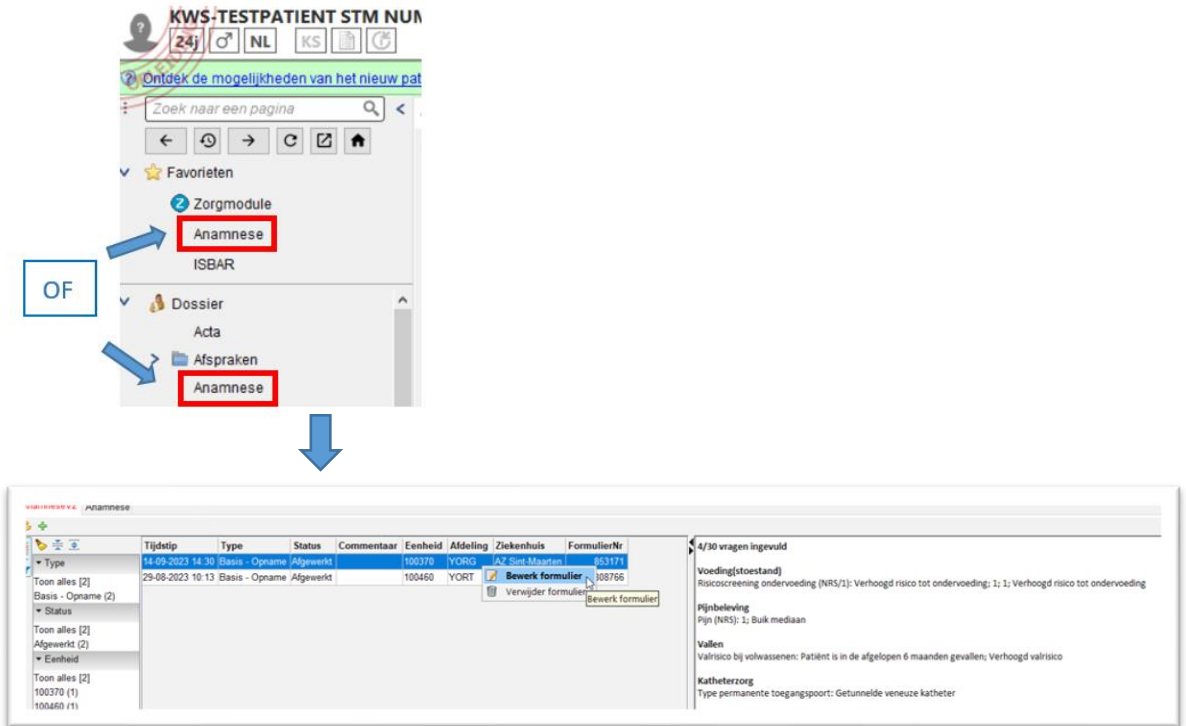 KWS-TESTPATIENT STM NUM
24j NL KS
OPLEIDING
Ontdek de mogelijkheden van het nieuw pat
Zoek naar een pagina
Favorieten
Zorgmodule
Anamnese
ISBAR
OF
Dossier
Acta
Afspraken
Anamnese
Anamnese
Tijdstip Type Status Commentaar Eenheid Afdeling Ziekenhuis FormulierNr
14-09-2023 14:30 Basis - Opname Afgewerkt 100370 YORG AZ Sint-Maarten 853171
29-08-2023 10:13 Basis - Opname Afgewerkt 100460 YORT 808766
Bewerk formulier
Verwijder formulier
Bewerk formulier
Type
Toon alles [2]
Basis - Opname (2)
Status
Toon alles [2]
Afgewerkt (2)
Eenheid
Toon alles [2]
100370 (1)
100460 (1)
4/30 vragen ingevuld
Voeding(stoestand)
Risicoscreening ondervoeding (NRS/1): Verhoogd risico tot ondervoeding; 1; 1; Verhoogd risico tot ondervoeding
Pijnbeleving
Pijn (NRS): 1; Buik mediaan
Vallen
Valrisico bij volwassenen: Patiënt is in de afgelopen 6 maanden gevallen; Verhoogd valrisico
Katheterzorg
Type permanente toegangspoort: Getunnelde veneuze katheter